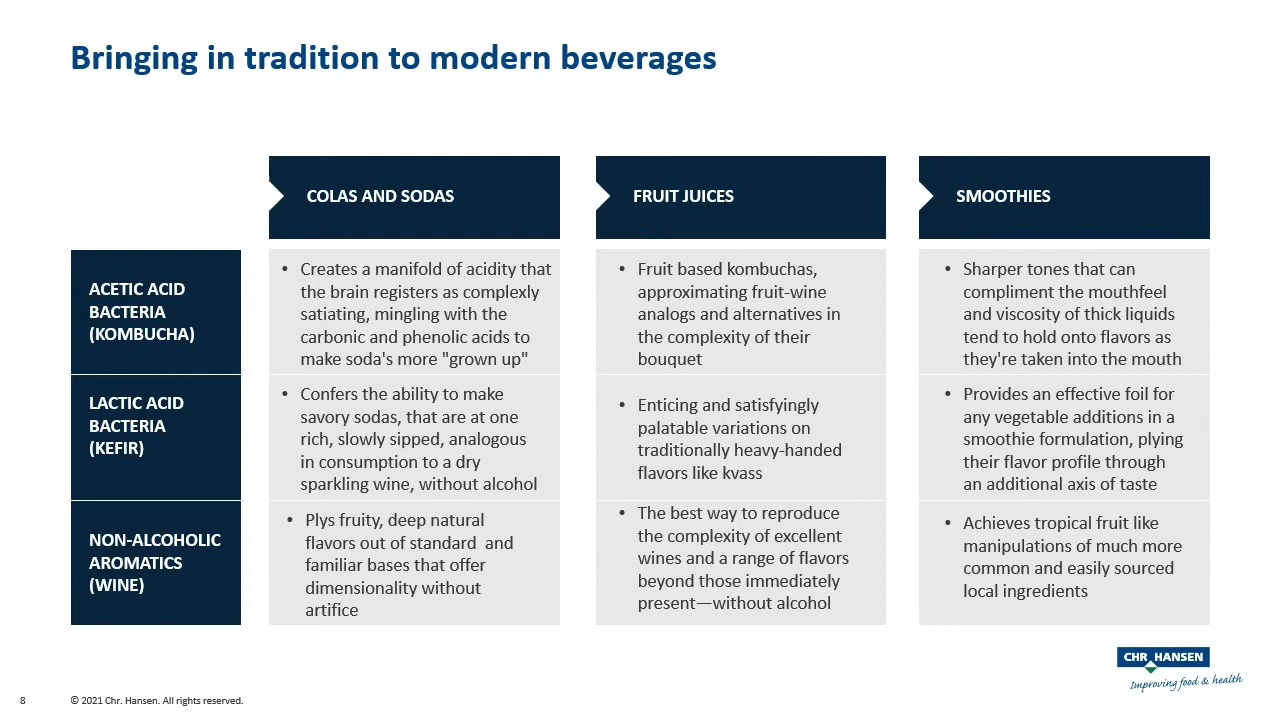 Bringing in tradition to modern beverages
COLAS AND SODAS
FRUIT JUICES
SMOOTHIES
ACETIC ACID
BACTERIA
(KOMBUCHA)
• Creates a manifold of acidity that
the brain registers as complexly
satiating, mingling with the
carbonic and phenolic acids to
make soda's more "grown up"
• Fruit based kombuchas,
approximating fruit-wine
analogs and alternatives in
the complexity of their
bouquet
• Sharper tones that can
compliment the mouthfeel
and viscosity of thick liquids
tend to hold onto flavors as
they're taken into the mouth
LACTIC ACID
BACTERIA
(KEFIR)
• Confers the ability to make
savory sodas, that are at one
rich, slowly sipped, analogous
in consumption to a dry
sparkling wine, without alcohol
• Enticing and satisfyingly
palatable variations on
traditionally heavy-handed
flavors like kvass
• Provides an effective foil for
any vegetable additions in a
smoothie formulation, plying
their flavor profile through
an additional axis of taste
NON-ALCOHOLIC
AROMATICS
(WINE)
• Plys fruity, deep natural
flavors out of standard and
familiar bases that offer
dimensionality without
artifice
• The best way to reproduce
the complexity of excellent
wines and a range of flavors
beyond those immediately
present—without alcohol
• Achieves tropical fruit like
manipulations of much more
common and easily sourced
local ingredients
CHR HANSEN
Improving food & health
8
© 2021 Chr. Hansen. All rights reserved.